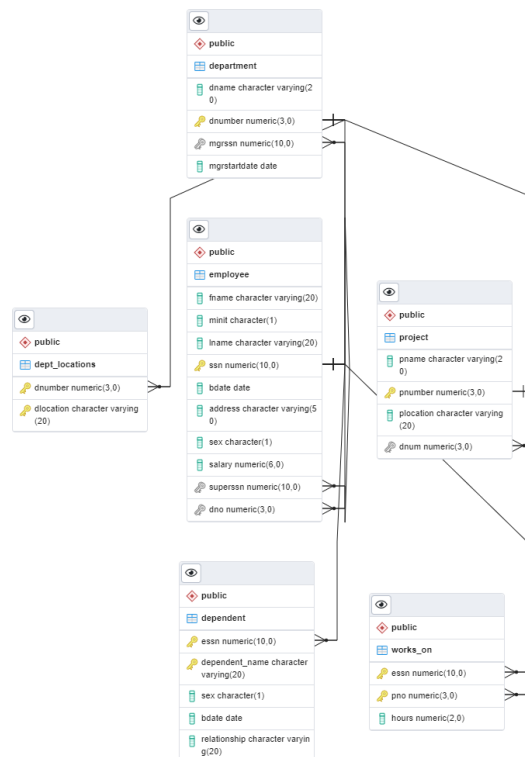 public
department
dname character varying(2
0)
dnumber numeric(3,0)
mgrssn numeric(10,0)
mgrstartdate date
public
employee
fname character varying(20)
minit character(1)
lname character varying(20)
ssn numeric(10,0)
bdate date
address character varying(5
0)
sex character(1)
salary numeric(6,0)
superssn numeric(10,0)
dno numeric(3,0)
public
dept_locations
dnumber numeric(3,0)
dlocation character varying
(20)
public
project
pname character varying(2
0)
pnumber numeric(3,0)
plocation character varying
(20)
dnum numeric(3,0)
public
dependent
essn numeric(10,0)
dependent_name character
varying(20)
sex character(1)
bdate date
relationship character varyin
g(20)
public
works_on
essn numeric(10,0)
pno numeric(3,0)
hours numeric(2,0)